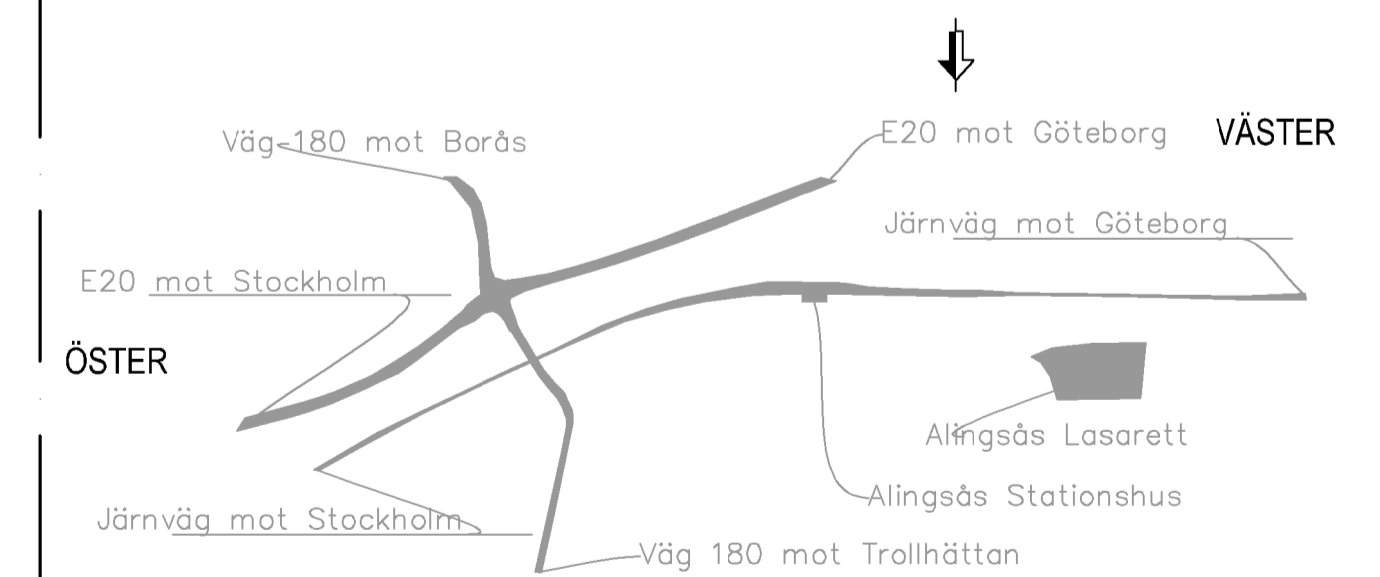 E20 mot Göteborg
VÄSTER
Väg-180 mot Borås
Järnväg mot Göteborg
E20 mot Stockholm
ÖSTER
Alingsås Lasarett
Alingsås Stationshus
Järnväg mot Stockholm
Väg 180 mot Trollhättan